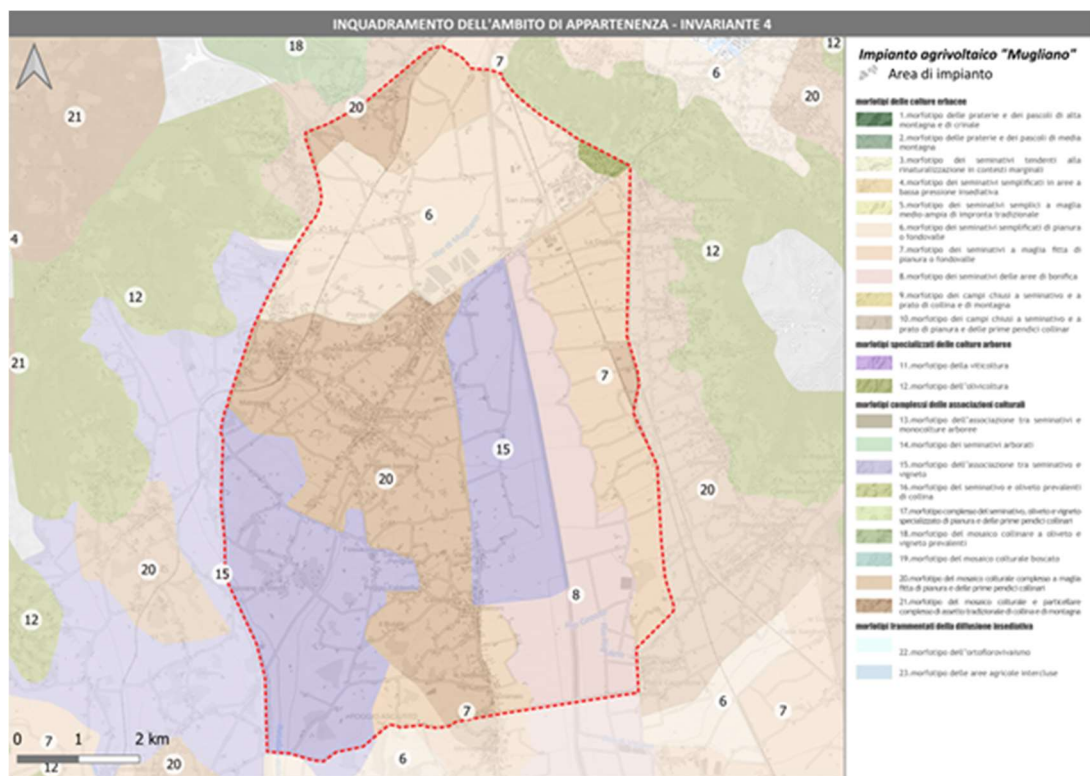 INQUADRAMENTO DELL'AMBITO DI APPARTENENZA - INVARIANTE 4
Impianto agrivoltaico "Mugliano"
Area di impianto
morfotipi delle colture erbacee
1.morfotipo delle praterie e dei pascoli di alta
montagna e di crinale
2.morfotipo delle praterie e dei pascoli di media
montagna
3.morfotipo dei seminativi tendenti alla
rinaturalizzazione in contesti marginali
4.morfotipo dei seminativi semplificati in aree a
bassa pressione insediativa
5.morfotipo dei seminativi semplici a maglia
medio-ampia di impronta tradizionale
6.morfotipo dei seminativi semplificati di pianura
o fondovalle
7.morfotipo dei seminativi a maglia fitta di
pianura o fondovalle
8.morfotipo dei seminativi delle aree di bonifica
9.morfotipo dei campi chiusi a seminativo e a
prato di collina e di montagna
10.morfotipo dei campi chiusi a seminativo e a
prato di pianura e delle prime pendici collinar
morfotipi specializzati delle colture arboree
11.morfotipo della viticoltura
12.morfotipo dell'olivicoltura
morfotipi complessi delle associazioni colturali
13.morfotipo dell'associazione tra seminativi e
monocolture arboree
14.morfotipo dei seminativi arborati
15.morfotipo dell'associazione tra seminativo e
vigneto
16.morfotipo del seminativo e oliveto prevalenti
di collina
17.morfotipo complesso del seminativo, oliveto e vigneto
specializzato di pianura e delle prime pendici collinari
18.morfotipo del mosaico collinare a oliveto e
vigneto prevalenti
19.morfotipo del mosaico colturale boscato
20.morfotipo del mosaico colturale complesso a maglia
fitta di pianura e delle prime pendici collinari
21.morfotipo del mosaico colturale e particellare
complesso di assetto tradizionale di collina e di montagna
morfotipi frammentati della diffusione insediativa
22.morfotipo dell'ortoflorovivaismo
23.morfotipo delle aree agricole intercluse
18
7
12
6
20
21
20
6
4
12
12
21
7
15
20
20
20
15
8
12
6
7
7
7
6
12
20
0 1 2 km